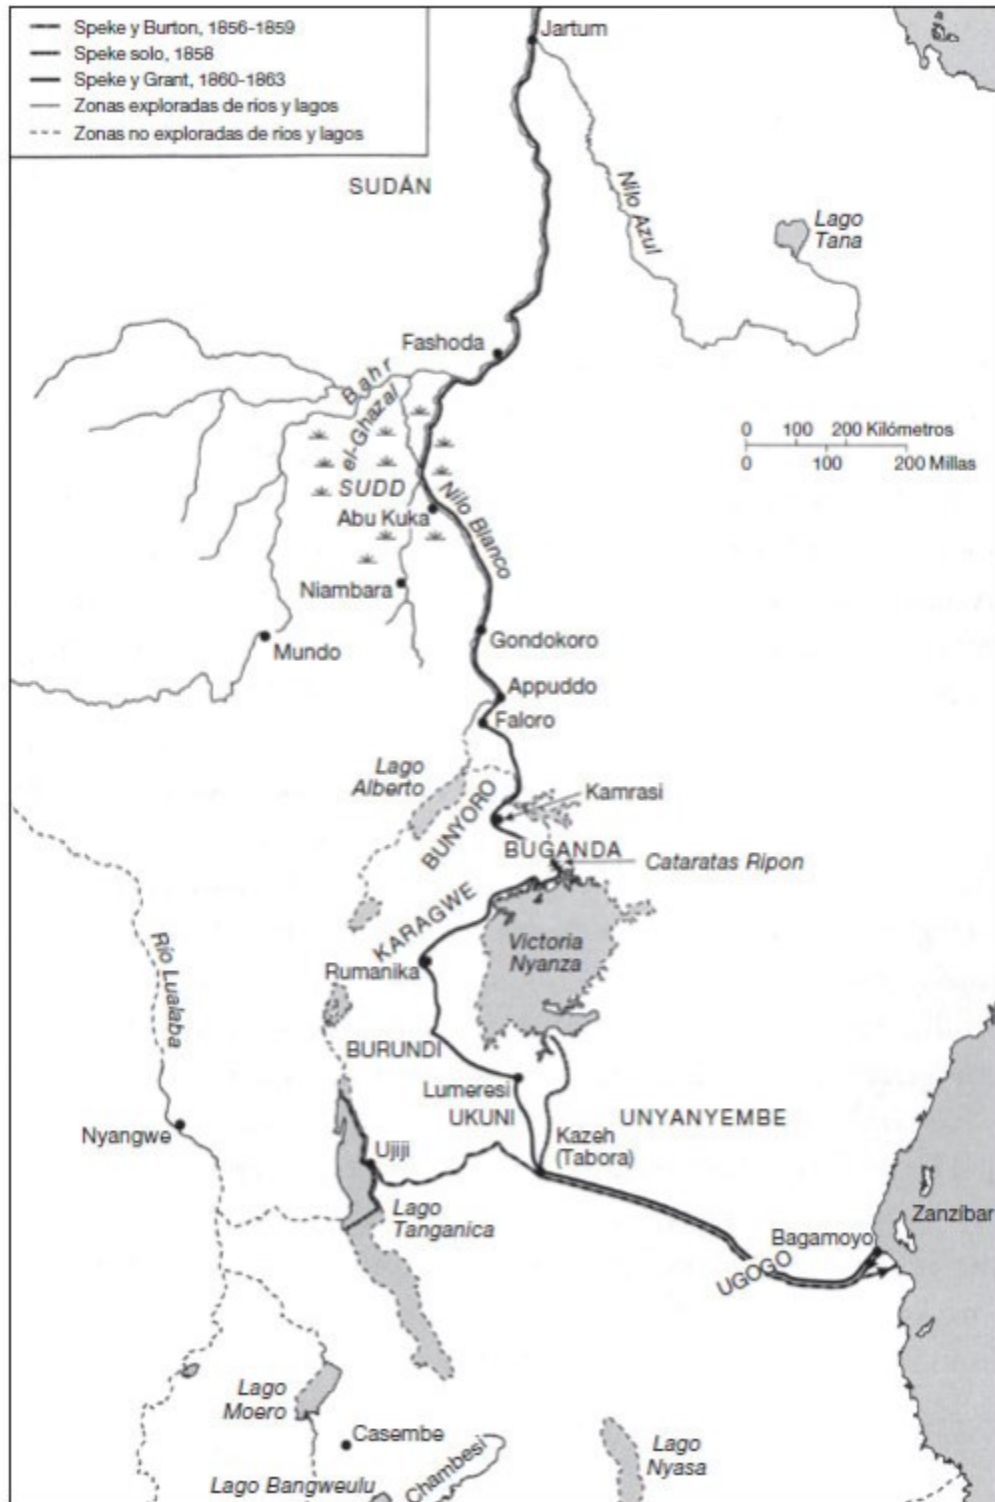 Speke y Burton, 1856-1859
Speke solo, 1858
Speke y Grant, 1860-1863
Zonas exploradas de ríos y lagos
Zonas no exploradas de ríos y lagos
Jartum
SUDÁN
Nilo Azul
Lago
Tana
Fashoda
Bahr
el-Ghazal
0 100 200 Kilómetros
0 100 200 Millas
SUDD
Abu Kuka
Nilo Blanco
Niambara
Gondokoro
Mundo
Appuddo
Faloro
Lago
Alberto
Kamrasi
BUNYORO
BUGANDA
Cataratas Ripon
KARAGWE
Victoria
Nyanza
Río Lualaba
Rumanika
BURUNDI
Lumeresi
UKUNI
UNYANYEMBE
Nyangwe
Kazeh
(Tabora)
Ujiji
Lago
Tanganica
Zanzíbar
Bagamoyo
UGOGO
Lago
Moero
Casembe
Lago
Nyasa
Chambesi
Lago Bangweulu